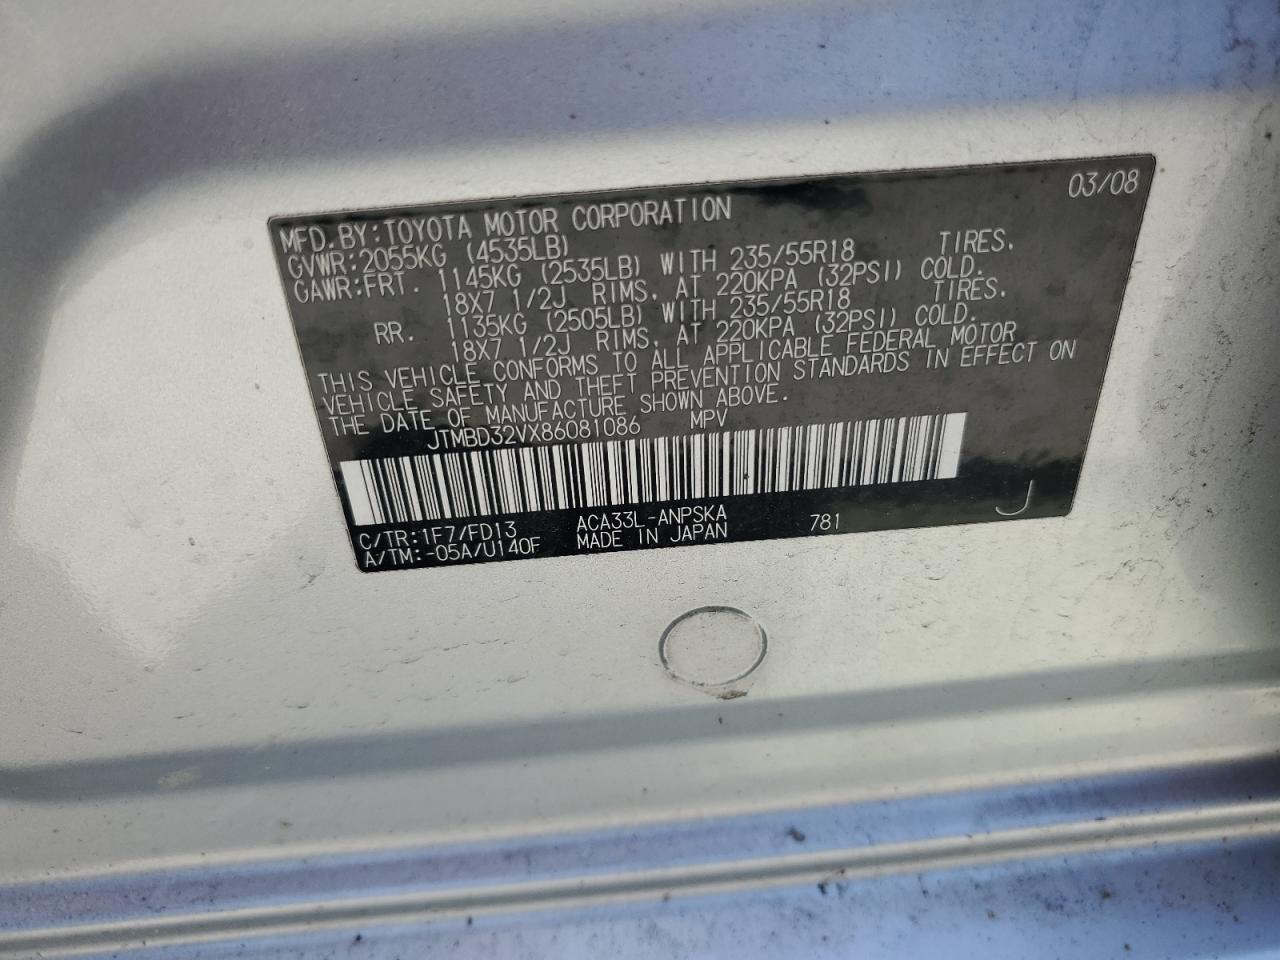 03/08
MFD.BY:TOYOTA MOTOR CORPORATION
GVWR:2055KG (4535LB)
GAWR:FRT. 1145KG (2535LB) WITH 235/55R18 TIRES,
18X7 1/2J RIMS, AT 220KPA (32PSI) COLD.
RR. 1135KG (2505LB) WITH 235/55R18 TIRES,
18X7 1/2J RIMS, AT 220KPA (32PSI) COLD.
THIS VEHICLE CONFORMS TO ALL APPLICABLE FEDERAL MOTOR
VEHICLE SAFETY AND THEFT PREVENTION STANDARDS IN EFFECT ON
THE DATE OF MANUFACTURE SHOWN ABOVE.
JTMBD32VX86081086 MPV
C/TR:1F7/FD13 ACA33L-ANPSKA 781 J
A/TM:-05A/U140F MADE IN JAPAN